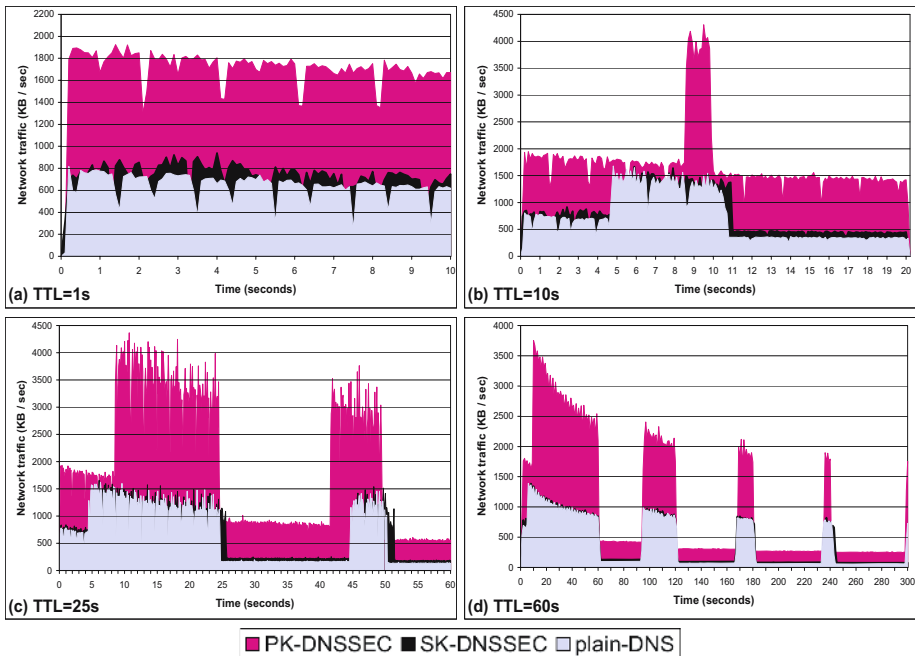 Network traffic (KB / sec)
2200
2000
1800
1600
1400
1200
1000
800
600
400
200
0
0 1 2 3 4 5 6 7 8 9 10
Time (seconds)
(a) TTL=1s
Network traffic (KB / sec)
4500
4000
3500
3000
2500
2000
1500
1000
500
0
0 1 2 3 4 5 6 7 8 9 10 11 12 13 14 15 16 17 18 19 20
Time (seconds)
(b) TTL=10s
Network traffic (KB / sec)
4500
4000
3500
3000
2500
2000
1500
1000
500
0
0 5 10 15 20 25 30 35 40 45 50 55 60
Time (seconds)
(c) TTL=25s
Network traffic (KB / sec)
4000
3500
3000
2500
2000
1500
1000
500
0
0 20 40 60 80 100 120 140 160 180 200 220 240 260 280 300
Time (seconds)
(d) TTL=60s
PK-DNSSEC SK-DNSSEC plain-DNS